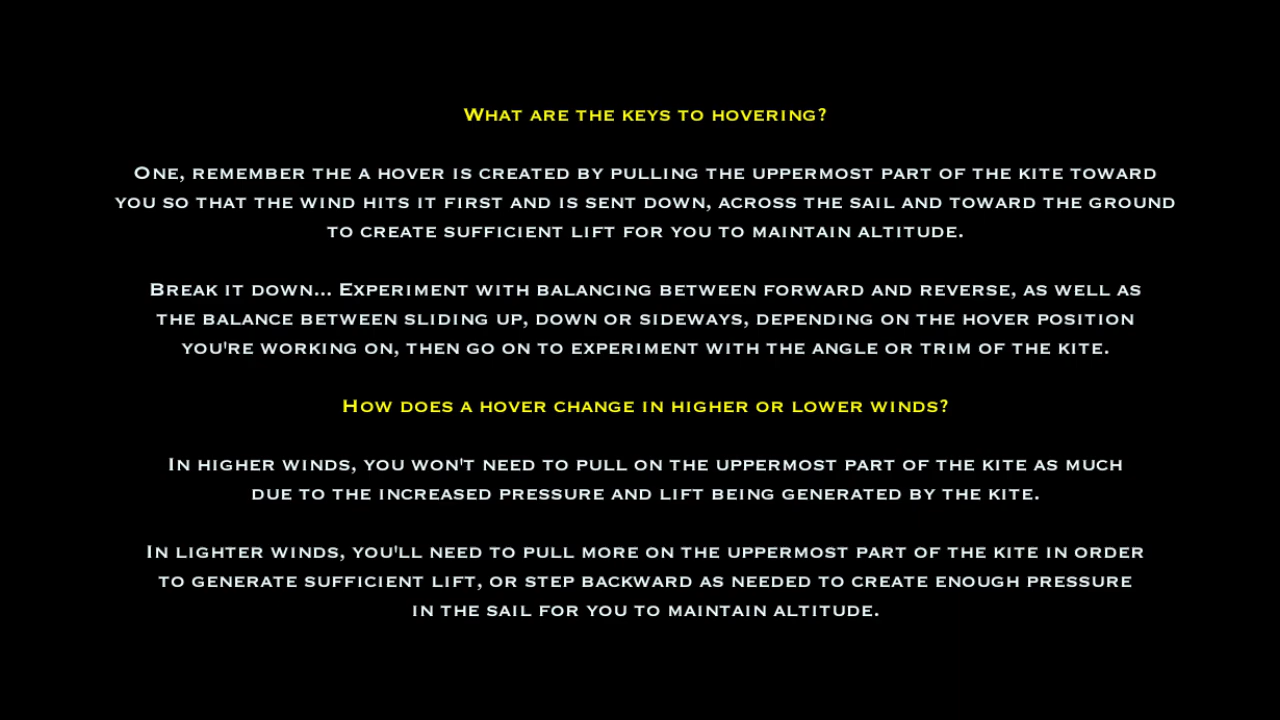 What are the keys to hovering?
One, remember the a hover is created by pulling the uppermost part of the kite toward
you so that the wind hits it first and is sent down, across the sail and toward the ground
to create sufficient lift for you to maintain altitude.
Break it down... Experiment with balancing between forward and reverse, as well as
the balance between sliding up, down or sideways, depending on the hover position
you're working on, then go on to experiment with the angle or trim of the kite.
How does a hover change in higher or lower winds?
In higher winds, you won't need to pull on the uppermost part of the kite as much
due to the increased pressure and lift being generated by the kite.
In lighter winds, you'll need to pull more on the uppermost part of the kite in order
to generate sufficient lift, or step backward as needed to create enough pressure
in the sail for you to maintain altitude.